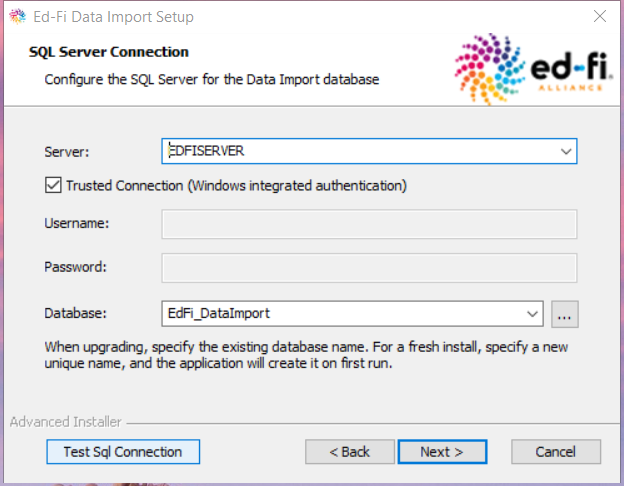 Ed-Fi Data Import Setup
SQL Server Connection
Configure the SQL Server for the Data Import database
ed-fi
ALLIANCE
Server:
EDFISERVER
Trusted Connection (Windows integrated authentication)
Username:
Password:
Database:
EdFi_DataImport
...
When upgrading, specify the existing database name. For a fresh install, specify a new
unique name, and the application will create it on first run.
Advanced Installer
Test Sql Connection
< Back
Next >
Cancel